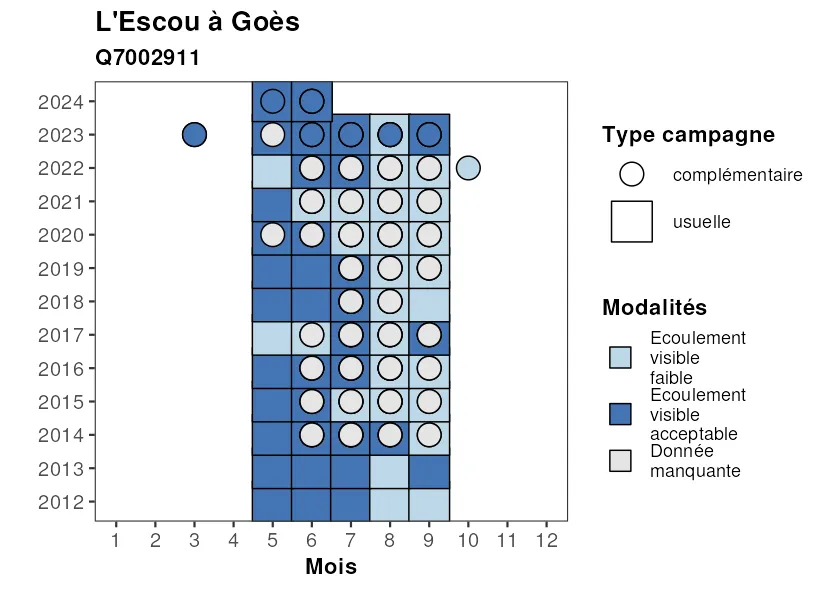 L'Escou à Goès
Q7002911
2024
2023
2022
2021
2020
2019
2018
2017
2016
2015
2014
2013
2012
1 2 3 4 5 6 7 8 9 10 11 12
Mois
Type campagne
complémentaire
usuelle
Modalités
Ecoulement
visible
faible
Ecoulement
visible
acceptable
Donnée
manquante